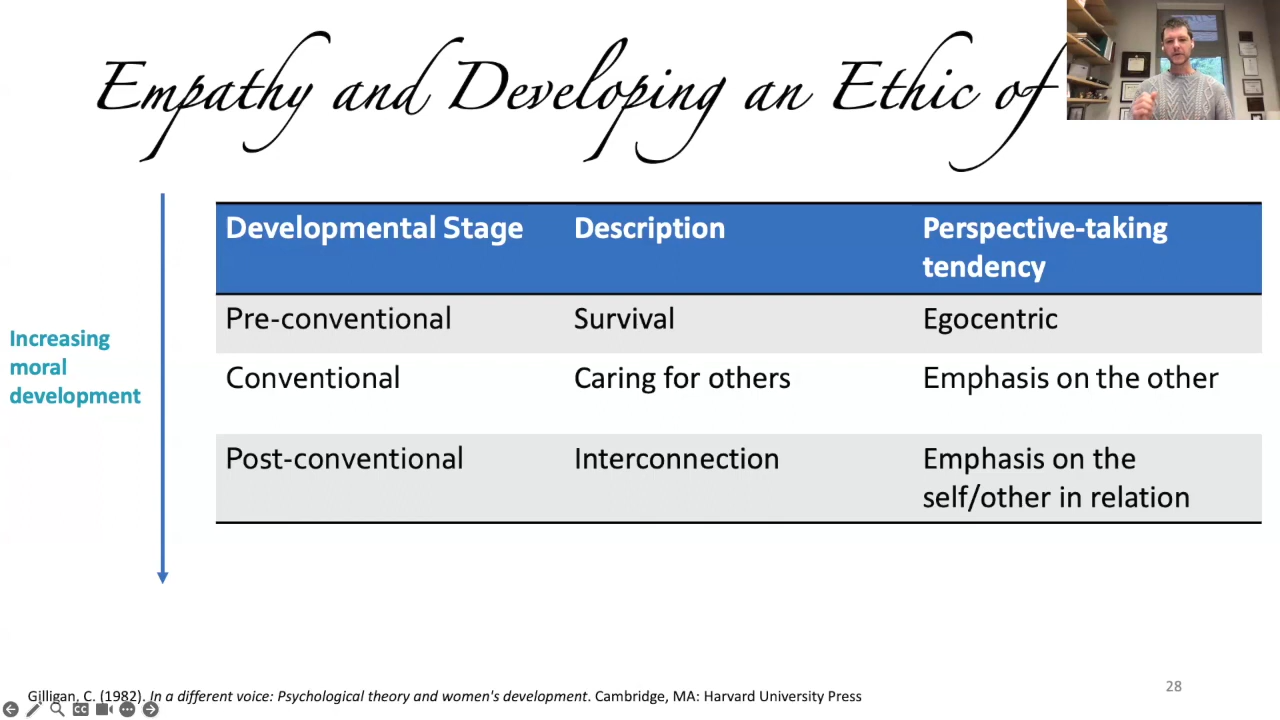 Empathy and Developing an Ethic of
Developmental Stage Description Perspective-taking
tendency
Pre-conventional Survival Egocentric
Conventional Caring for others Emphasis on the other
Post-conventional Interconnection Emphasis on the
self/other in relation
Increasing
moral
development
28
Gilligan, C. (1982). In a different voice: Psychological theory and women's development. Cambridge, MA: Harvard University Press
CC